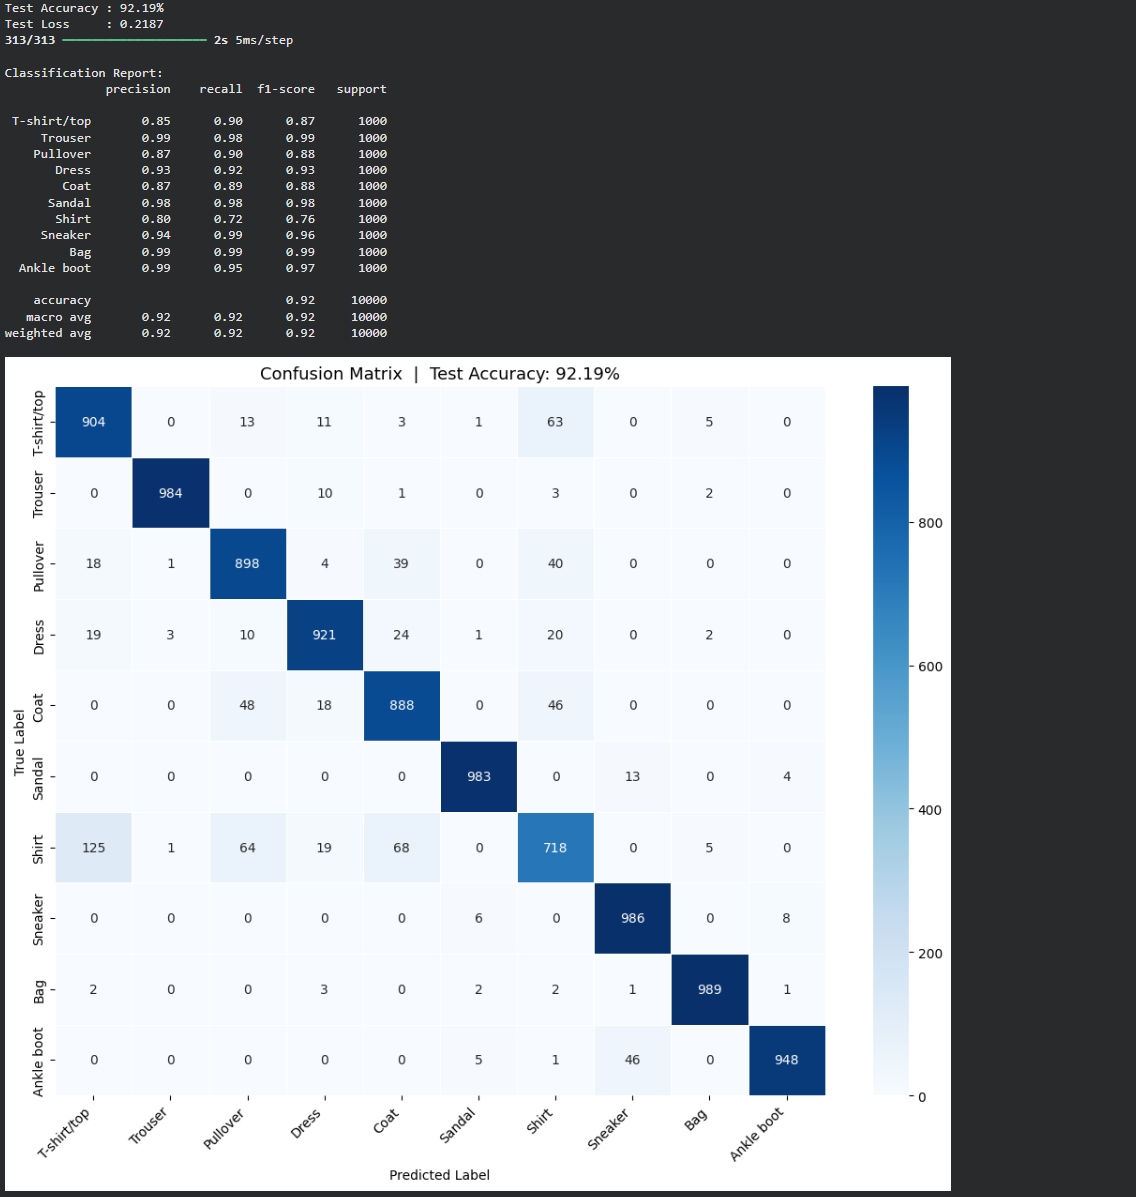 Test Accuracy : 92.19%
Test Loss     : 0.2187
313/313 ━━━━━━━━━━━━━━━━━━━━ 2s 5ms/step
Classification Report:
              precision    recall  f1-score   support
 T-shirt/top       0.85      0.90      0.87      1000
     Trouser       0.99      0.98      0.99      1000
    Pullover       0.87      0.90      0.88      1000
       Dress       0.93      0.92      0.93      1000
        Coat       0.87      0.89      0.88      1000
      Sandal       0.98      0.98      0.98      1000
       Shirt       0.80      0.72      0.76      1000
     Sneaker       0.94      0.99      0.96      1000
         Bag       0.99      0.99      0.99      1000
  Ankle boot       0.99      0.95      0.97      1000
    accuracy                           0.92     10000
   macro avg       0.92      0.92      0.92     10000
weighted avg       0.92      0.92      0.92     10000
Confusion Matrix | Test Accuracy: 92.19%
True Label
T-shirt/top 904 0 13 11 3 1 63 0 5 0
Trouser 0 984 0 10 1 0 3 0 2 0
Pullover 18 1 898 4 39 0 40 0 0 0
Dress 19 3 10 921 24 1 20 0 2 0
Coat 0 0 48 18 888 0 46 0 0 0
Sandal 0 0 0 0 0 983 0 13 0 4
Shirt 125 1 64 19 68 0 718 0 5 0
Sneaker 0 0 0 0 0 6 0 986 0 8
Bag 2 0 0 3 0 2 2 1 989 1
Ankle boot 0 0 0 0 0 5 1 46 0 948
T-shirt/top Trouser Pullover Dress Coat Sandal Shirt Sneaker Bag Ankle boot
Predicted Label
800
600
400
200
0